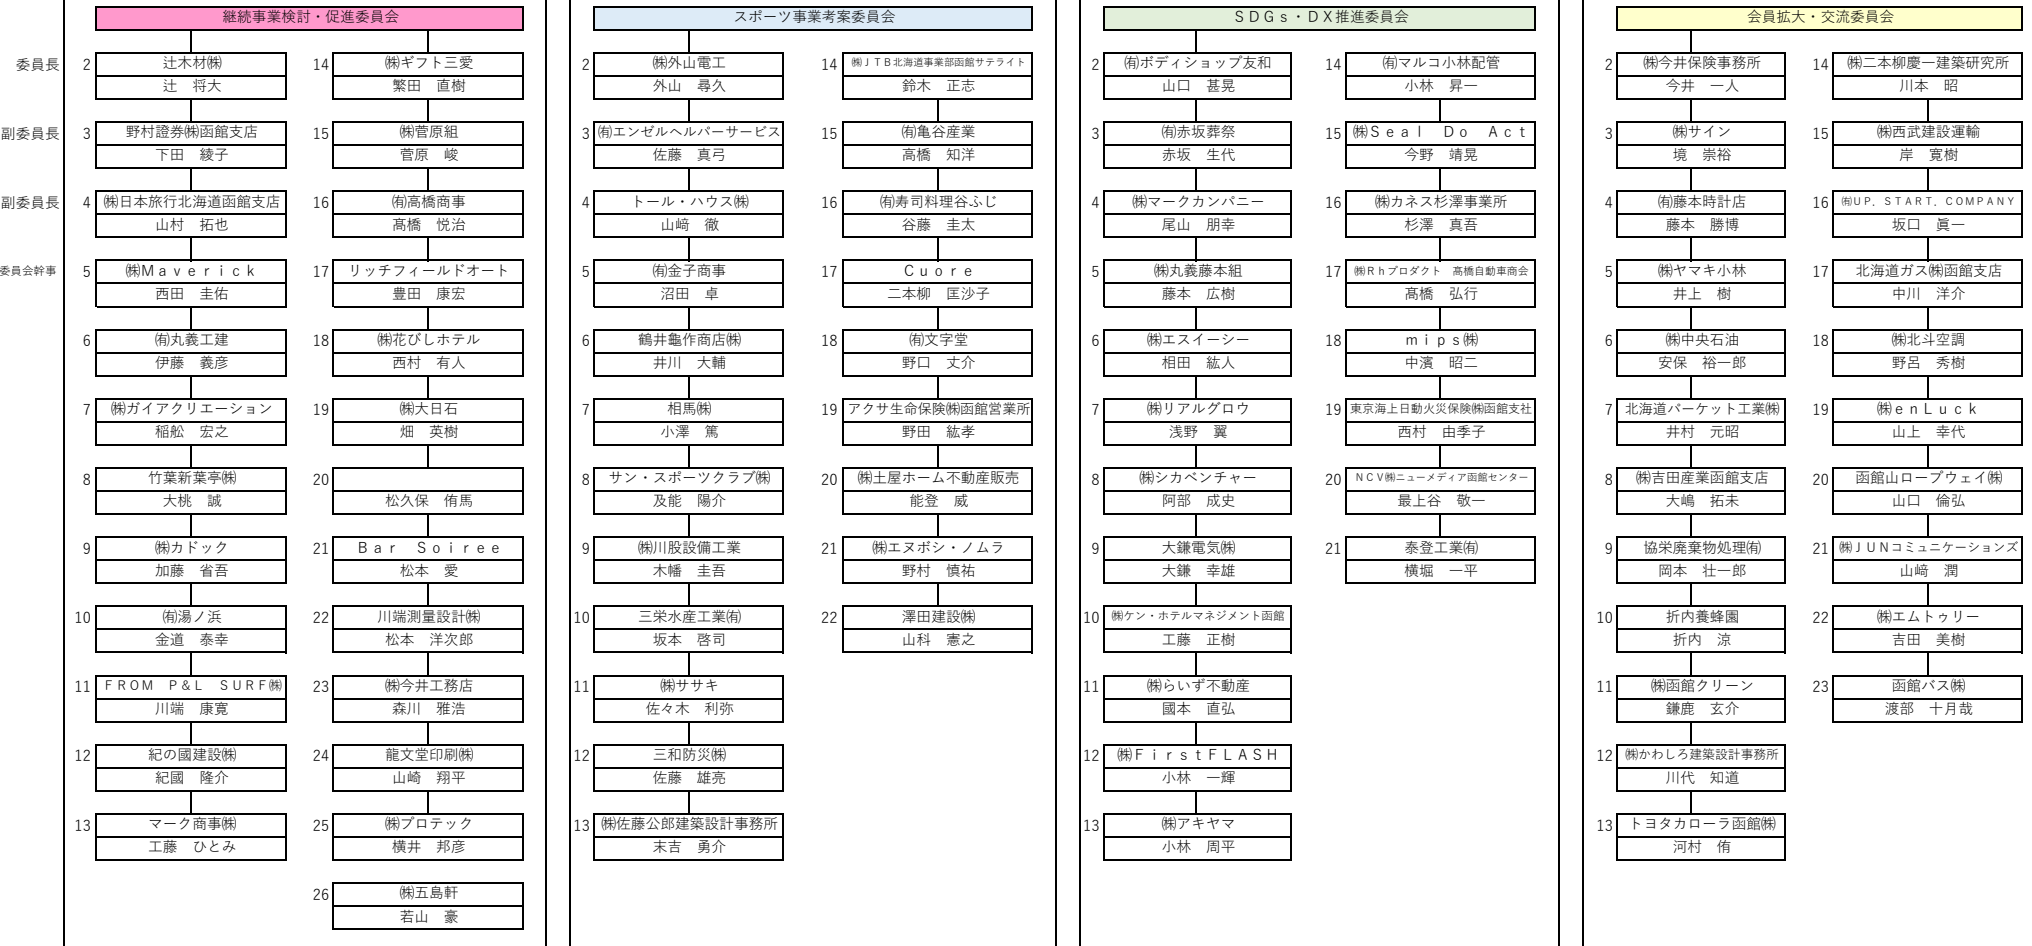 継続事業検討・促進委員会
委員長
2
辻木材㈱
辻　将大
副委員長
3
野村證券㈱函館支店
下田　綾子
副委員長
4
㈱日本旅行北海道函館支店
山村　拓也
委員会幹事
5
㈱Ｍａｖｅｒｉｃｋ
西田　圭佑
6
㈲丸義工建
伊藤　義彦
7
㈱ガイアクリエーション
稲舩　宏之
8
竹葉新葉亭㈱
大桃　誠
9
㈱カドック
加藤　省吾
10
㈲湯ノ浜
金道　泰幸
11
ＦＲＯＭ　Ｐ＆Ｌ　ＳＵＲＦ㈱
川端　康寛
12
紀の國建設㈱
紀國　隆介
13
マーク商事㈱
工藤　ひとみ
14
㈱ギフト三愛
繁田　直樹
15
㈱菅原組
菅原　峻
16
㈲高橋商事
髙橋　悦治
17
リッチフィールドオート
豊田　康宏
18
㈱花びしホテル
西村　有人
19
㈱大日石
畑　英樹
20
松久保　侑馬
21
Ｂａｒ　Ｓｏｉｒｅｅ
松本　愛
22
川端測量設計㈱
松本　洋次郎
23
㈱今井工務店
森川　雅浩
24
龍文堂印刷㈱
山崎　翔平
25
㈱プロテック
横井　邦彦
26
㈱五島軒
若山　豪
スポーツ事業考案委員会
2
㈱外山電工
外山　尋久
3
㈲エンゼルヘルパーサービス
佐藤　真弓
4
トール・ハウス㈱
山﨑　徹
5
㈲金子商事
沼田　卓
6
鶴井龜作商店㈱
井川　大輔
7
相馬㈱
小澤　篤
8
サン・スポーツクラブ㈱
及能　陽介
9
㈱川股設備工業
木幡　圭吾
10
三栄水産工業㈲
坂本　啓司
11
㈱ササキ
佐々木　利弥
12
三和防災㈱
佐藤　雄亮
13
㈱佐藤公郎建築設計事務所
末吉　勇介
14
㈱ＪＴＢ北海道事業部函館サテライト
鈴木　正志
15
㈲亀谷産業
高橋　知洋
16
㈲寿司料理谷ふじ
谷藤　圭太
17
Ｃｕｏｒｅ
二本柳　匡沙子
18
㈲文字堂
野口　丈介
19
アクサ生命保険㈱函館営業所
野田　紘孝
20
㈱土屋ホーム不動産販売
能登　威
21
㈱エヌボシ・ノムラ
野村　慎祐
22
澤田建設㈱
山科　憲之
ＳＤＧｓ・ＤＸ推進委員会
2
㈲ボディショップ友和
山口　甚晃
3
㈲赤坂葬祭
赤坂　生代
4
㈱マークカンパニー
尾山　朋幸
5
㈱丸義藤本組
藤本　広樹
6
㈱エスイーシー
相田　紘人
7
㈱リアルグロウ
浅野　翼
8
㈱シカベンチャー
阿部　成史
9
大鎌電気㈱
大鎌　幸雄
10
㈱ケン・ホテルマネジメント函館
工藤　正樹
11
㈱らいず不動産
國本　直弘
12
㈱ＦｉｒｓｔＦＬＡＳＨ
小林　一輝
13
㈱アキヤマ
小林　周平
14
㈲マルコ小林配管
小林　昇一
15
㈱Ｓｅａｌ　Ｄｏ　Ａｃｔ
今野　靖晃
16
㈱カネス杉澤事業所
杉澤　真吾
17
㈱Ｒｈプロダクト　髙橋自動車商会
髙橋　弘行
18
ｍｉｐｓ㈱
中濱　昭二
19
東京海上日動火災保険㈱函館支社
西村　由季子
20
ＮＣＶ㈱ニューメディア函館センター
最上谷　敬一
21
泰登工業㈲
横堀　一平
会員拡大・交流委員会
2
㈱今井保険事務所
今井　一人
3
㈱サイン
境　崇裕
4
㈲藤本時計店
藤本　勝博
5
㈱ヤマキ小林
井上　樹
6
㈱中央石油
安保　裕一郎
7
北海道パーケット工業㈱
井村　元昭
8
㈱吉田産業函館支店
大嶋　拓未
9
協栄廃棄物処理㈲
岡本　壮一郎
10
折内養蜂園
折内　涼
11
㈱函館クリーン
鎌鹿　玄介
12
㈱かわしろ建築設計事務所
川代　知道
13
トヨタカローラ函館㈱
河村　侑
14
㈱二本柳慶一建築研究所
川本　昭
15
㈱西武建設運輸
岸　寛樹
16
㈲ＵＰ．ＳＴＡＲＴ．ＣＯＭＰＡＮＹ
坂口　眞一
17
北海道ガス㈱函館支店
中川　洋介
18
㈱北斗空調
野呂　秀樹
19
㈱ｅｎＬｕｃｋ
山上　幸代
20
函館山ロープウェイ㈱
山口　倫弘
21
㈱ＪＵＮコミュニケーションズ
山﨑　潤
22
㈱エムトゥリー
吉田　美樹
23
函館バス㈱
渡部　十月哉